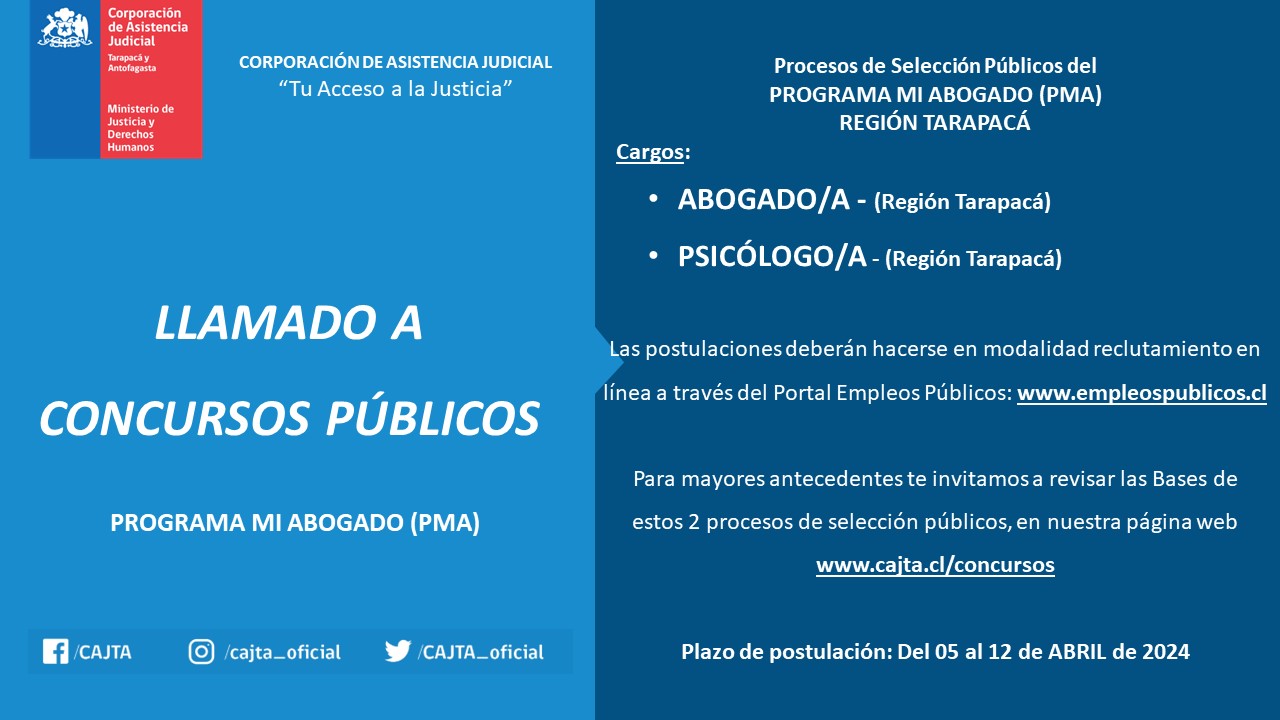 Corporación
de Asistencia
Judicial
Tarapacá y
Antofagasta
Ministerio de
Justicia y
Derechos
Humanos
CORPORACIÓN DE ASISTENCIA JUDICIAL
“Tu Acceso a la Justicia”
LLAMADO A
CONCURSOS PÚBLICOS
PROGRAMA MI ABOGADO (PMA)
/CAJTA
/cajta_oficial
/CAJTA_oficial
Procesos de Selección Públicos del
PROGRAMA MI ABOGADO (PMA)
REGIÓN TARAPACÁ
Cargos:
• ABOGADO/A - (Región Tarapacá)
• PSICÓLOGO/A - (Región Tarapacá)
Las postulaciones deberán hacerse en modalidad reclutamiento en
línea a través del Portal Empleos Públicos: www.empleospublicos.cl
Para mayores antecedentes te invitamos a revisar las Bases de
estos 2 procesos de selección públicos, en nuestra página web
www.cajta.cl/concursos
Plazo de postulación: Del 05 al 12 de ABRIL de 2024